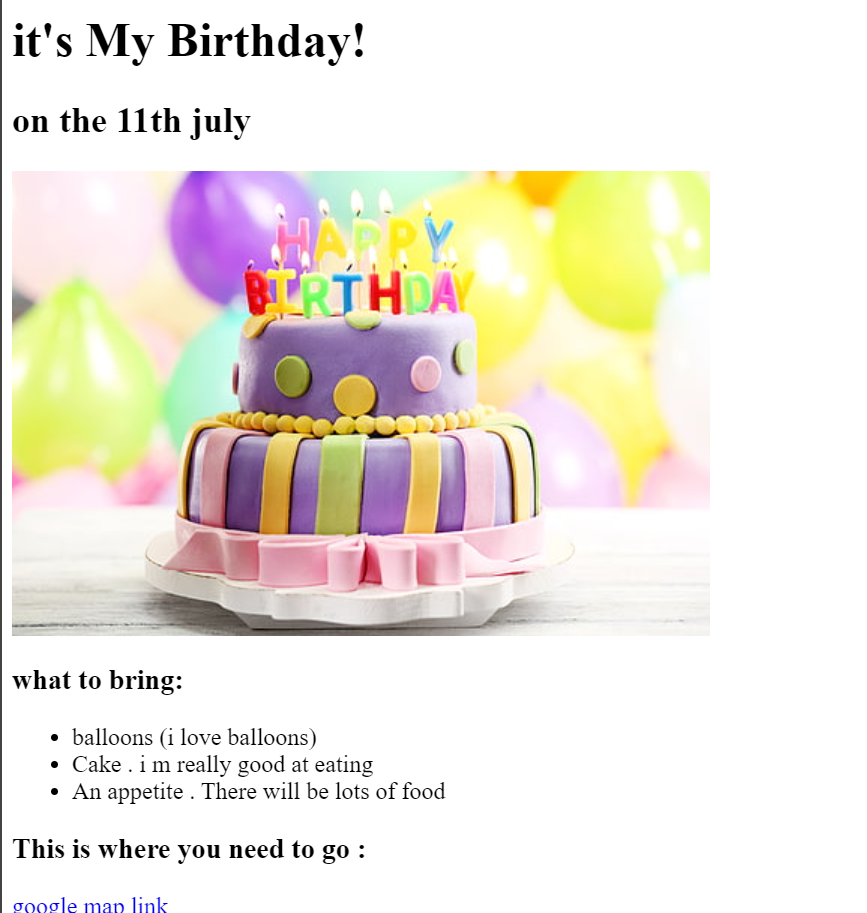 it's My Birthday!
on the 11th july
HAPPY
BIRTHDAY
what to bring:
balloons (i love balloons)
Cake . i m really good at eating
An appetite . There will be lots of food
This is where you need to go :
google map link